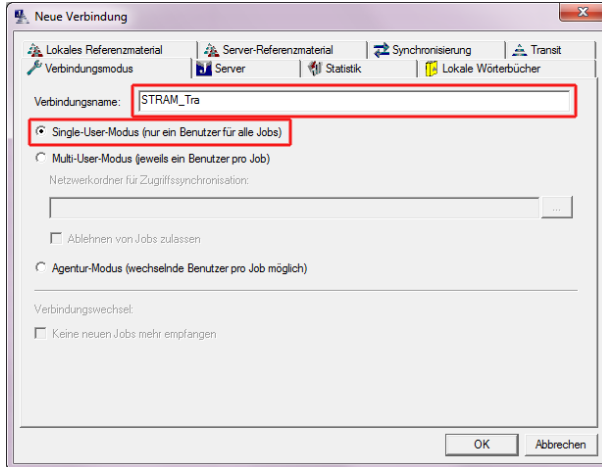 Neue Verbindung
Lokales Referenzmaterial
Server-Referenzmaterial
Synchronisierung
Transit
Verbindungsmodus
Server
Statistik
Lokale Wörterbücher
Verbindungsname:
STRAM_Tra
Single-User-Modus (nur ein Benutzer für alle Jobs)
Multi-User-Modus (jeweils ein Benutzer pro Job)
Netzwerkordner für Zugriffssynchronisation:
...
Ablehnen von Jobs zulassen
Agentur-Modus (wechselnde Benutzer pro Job möglich)
Verbindungswechsel:
Keine neuen Jobs mehr empfangen
OK
Abbrechen